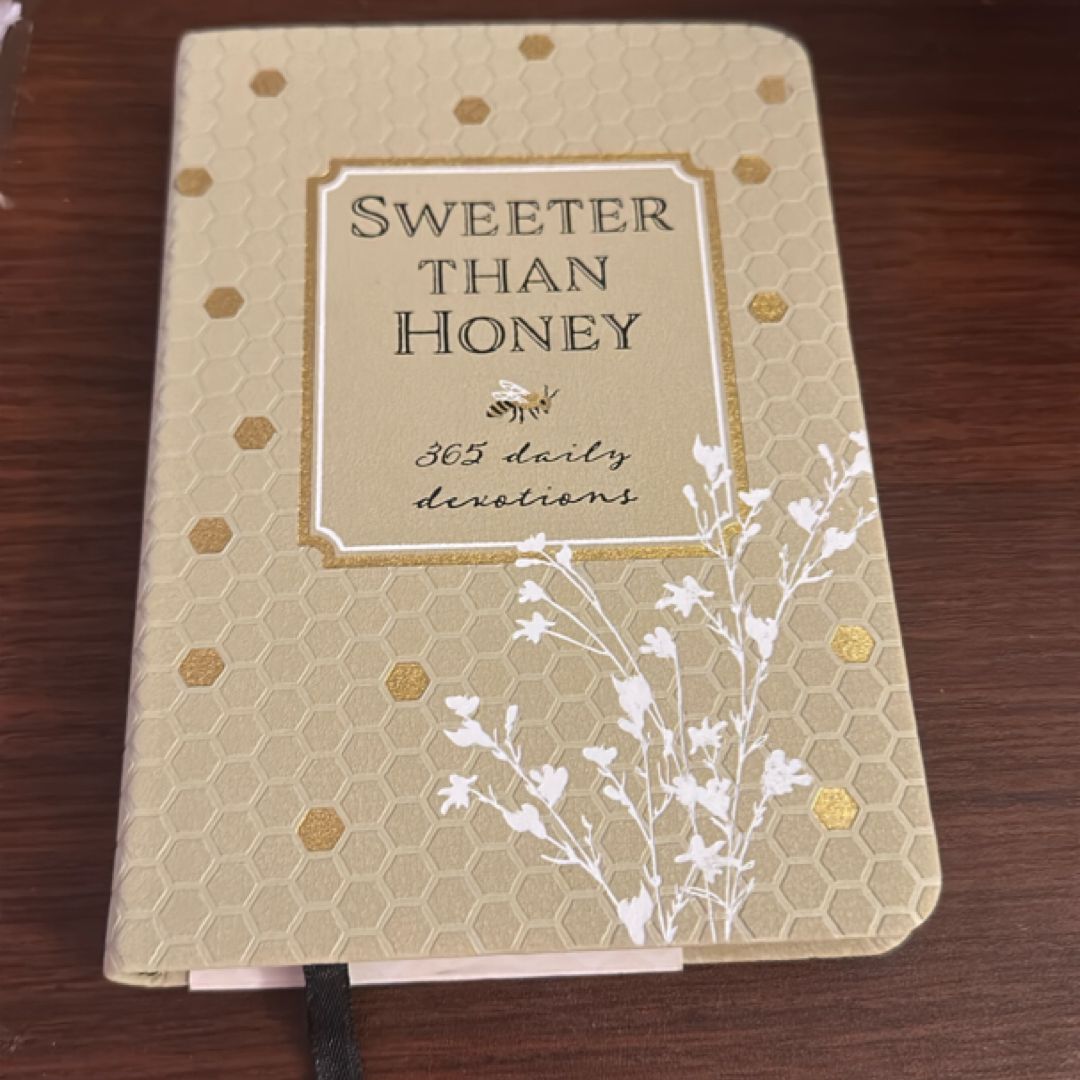 SWEETER
THAN
HONEY
365 daily
devotions